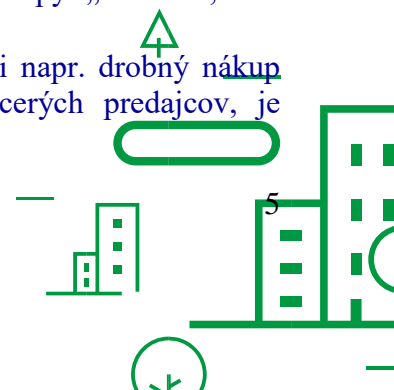 i napr. drobný nákup
cerých predajcov, je
5